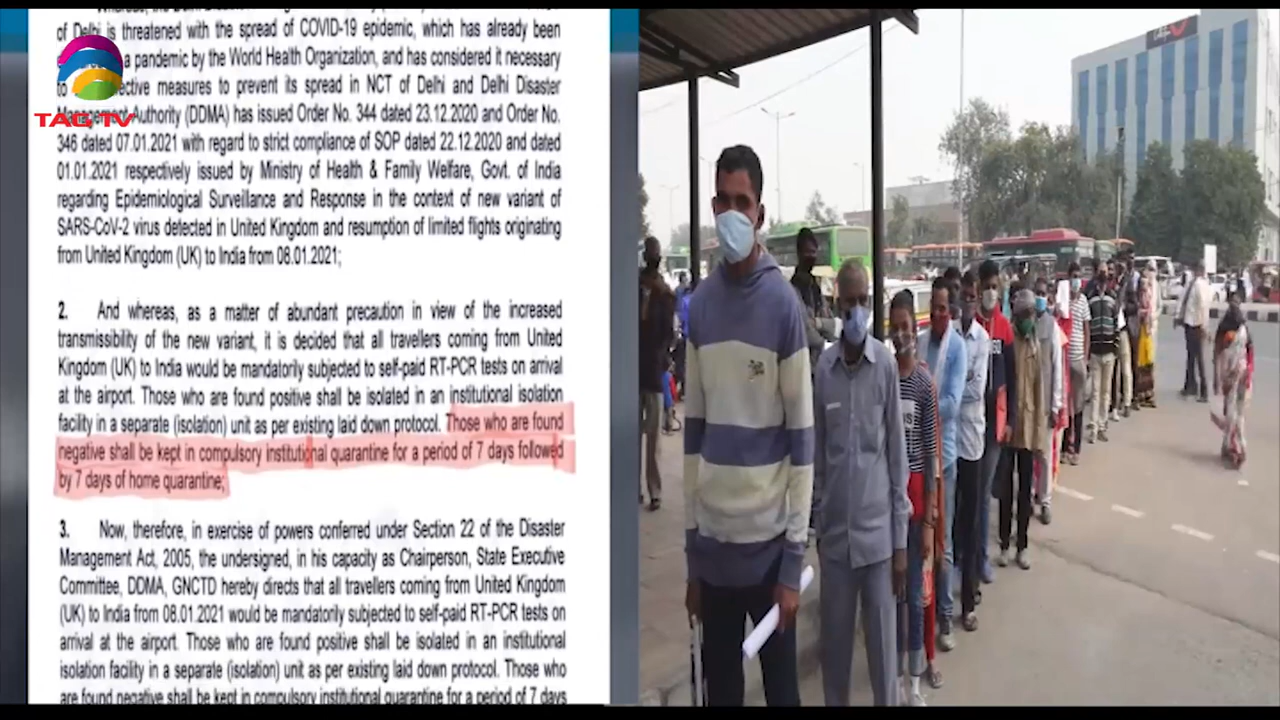 of Delhi is threatened with the spread of COVID-19 epidemic, which has already been
a pandemic by the World Health Organization, and has considered it necessary
measures to prevent its spread in NCT of Delhi and Delhi Disaster
Authority (DDMA) has issued Order No. 344 dated 23.12.2020 and Order No.
TAG TV
346 dated 07.01.2021 with regard to strict compliance of SOP dated 22.12.2020 and dated
01.01.2021 respectively issued by Ministry of Health & Family Welfare, Govt. of India
regarding Epidemiological Surveillance and Response in the context of new variant of
SARS-CoV-2 virus detected in United Kingdom and resumption of limited flights originating
from United Kingdom (UK) to India from 08.01.2021;
2. And whereas, as a matter of abundant precaution in view of the increased
transmissibility of the new variant, it is decided that all travellers coming from United
Kingdom (UK) to India would be mandatorily subjected to self-paid RT-PCR tests on arrival
at the airport. Those who are found positive shall be isolated in an institutional isolation
facility in a separate (isolation) unit as per existing laid down protocol. Those who are found
negative shall be kept in compulsory institutional quarantine for a period of 7 days followed
by 7 days of home quarantine;
3. Now, therefore, in exercise of powers conferred under Section 22 of the Disaster
Management Act, 2005, the undersigned, in his capacity as Chairperson, State Executive
Committee, DDMA, GNCTD hereby directs that all travellers coming from United Kingdom
(UK) to India from 08.01.2021 would be mandatorily subjected to self-paid RT-PCR tests on
arrival at the airport. Those who are found positive shall be isolated in an institutional
isolation facility in a separate (isolation) unit as per existing laid down protocol. Those who
are found negative shall be kept in compulsory institutional quarantine for a period of 7 days